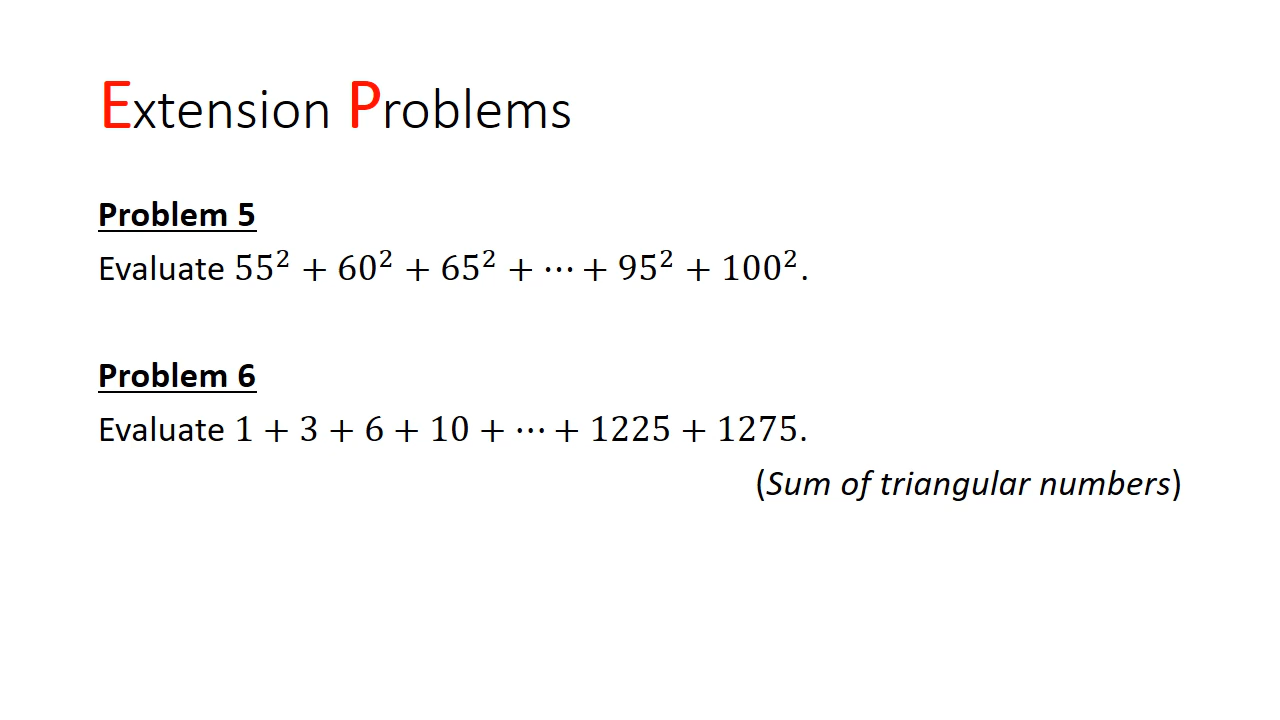 Extension Problems
Problem 5
Evaluate 55² + 60² + 65² + ⋯ + 95² + 100².
Problem 6
Evaluate 1 + 3 + 6 + 10 + ⋯ + 1225 + 1275.
(Sum of triangular numbers)